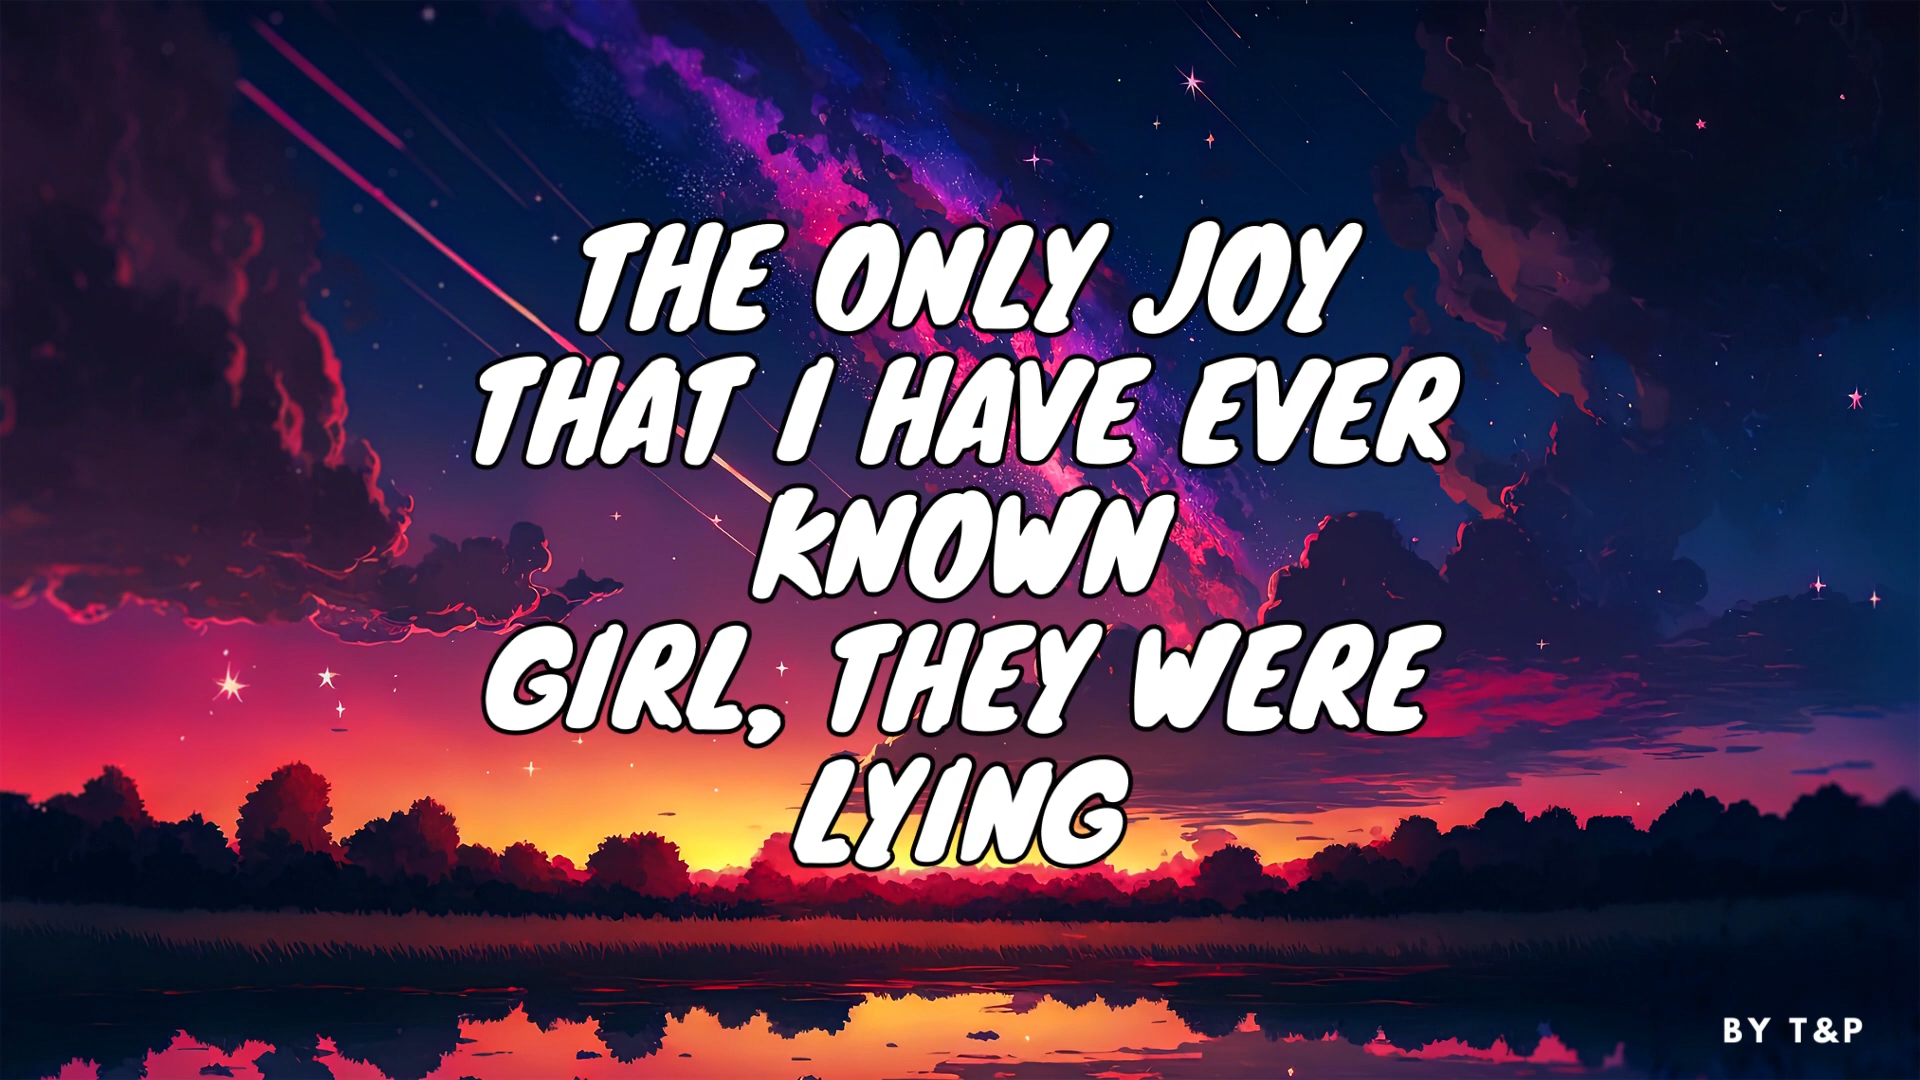 THE ONLY JOY
THAT I HAVE EVER
KNOWN
GIRL, THEY WERE
LYING
BY T&P